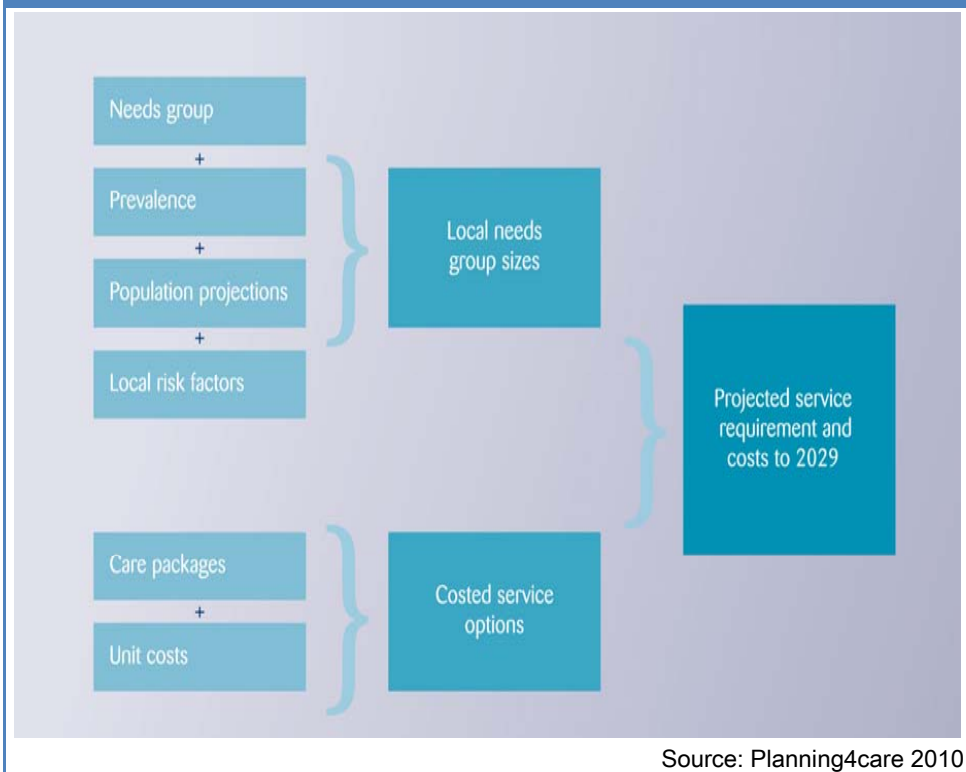 Needs group
+
Prevalence
+
Population projections
+
Local risk factors
Local needs
group sizes
Care packages
+
Unit costs
Costed service
options
Projected service
requirement and
costs to 2029
Source: Planning4care 2010